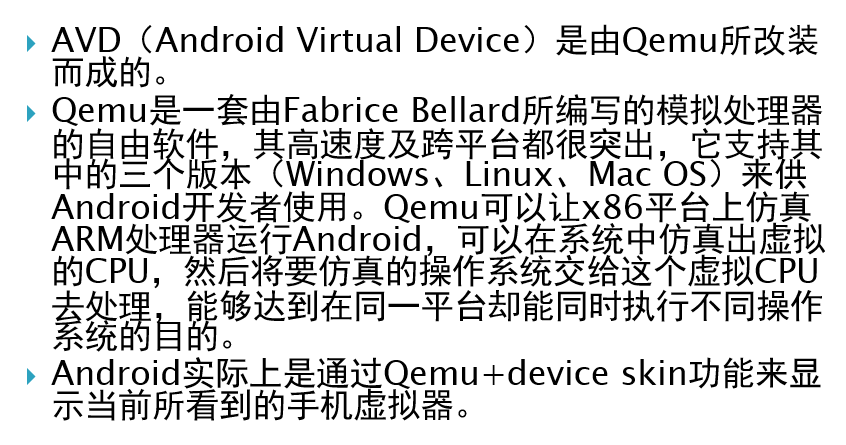 AVD（Android Virtual Device）是由Qemu所改装
而成的。
Qemu是一套由Fabrice Bellard所编写的模拟处理器
的自由软件，其高速度及跨平台都很突出，它支持其
中的三个版本（Windows、Linux、Mac OS）来供
Android开发者使用。Qemu可以让x86平台上仿真
ARM处理器运行Android，可以在系统中仿真出虚拟
的CPU，然后将要仿真的操作系统交给这个虚拟CPU
去处理，能够达到在同一平台却能同时执行不同操作
系统的目的。
Android实际上是通过Qemu+device skin功能来显
示当前所看到的手机虚拟器。